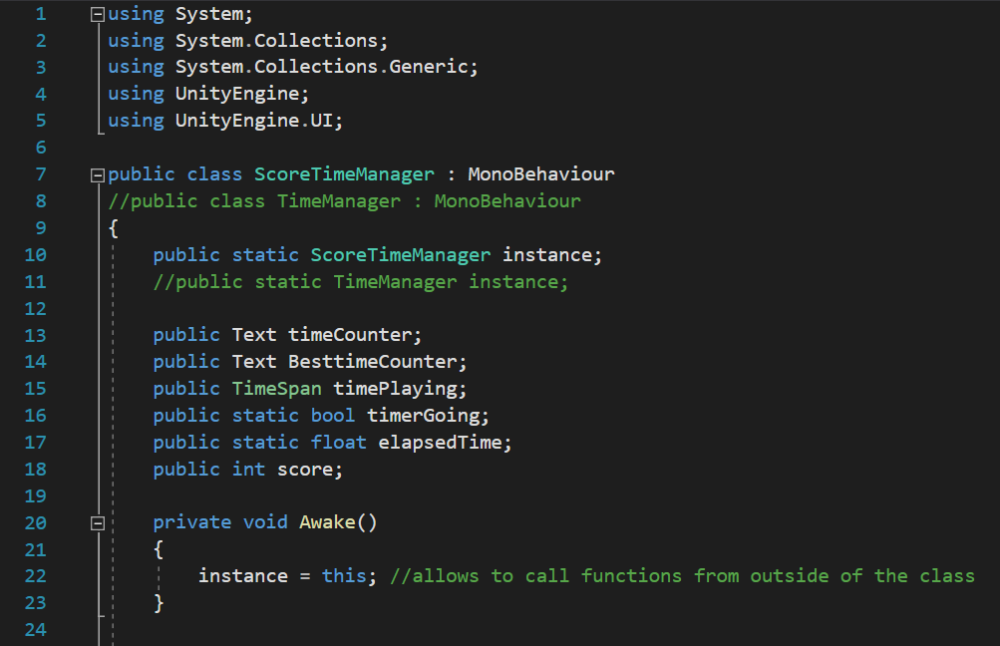 1 using System;
2 using System.Collections;
3 using System.Collections.Generic;
4 using UnityEngine;
5 using UnityEngine.UI;
6
7 public class ScoreTimeManager : MonoBehaviour
8 //public class TimeManager : MonoBehaviour
9 {
10     public static ScoreTimeManager instance;
11     //public static TimeManager instance;
12
13     public Text timeCounter;
14     public Text BesttimeCounter;
15     public TimeSpan timePlaying;
16     public static bool timerGoing;
17     public static float elapsedTime;
18     public int score;
19
20     private void Awake()
21     {
22         instance = this; //allows to call functions from outside of the class
23     }
24